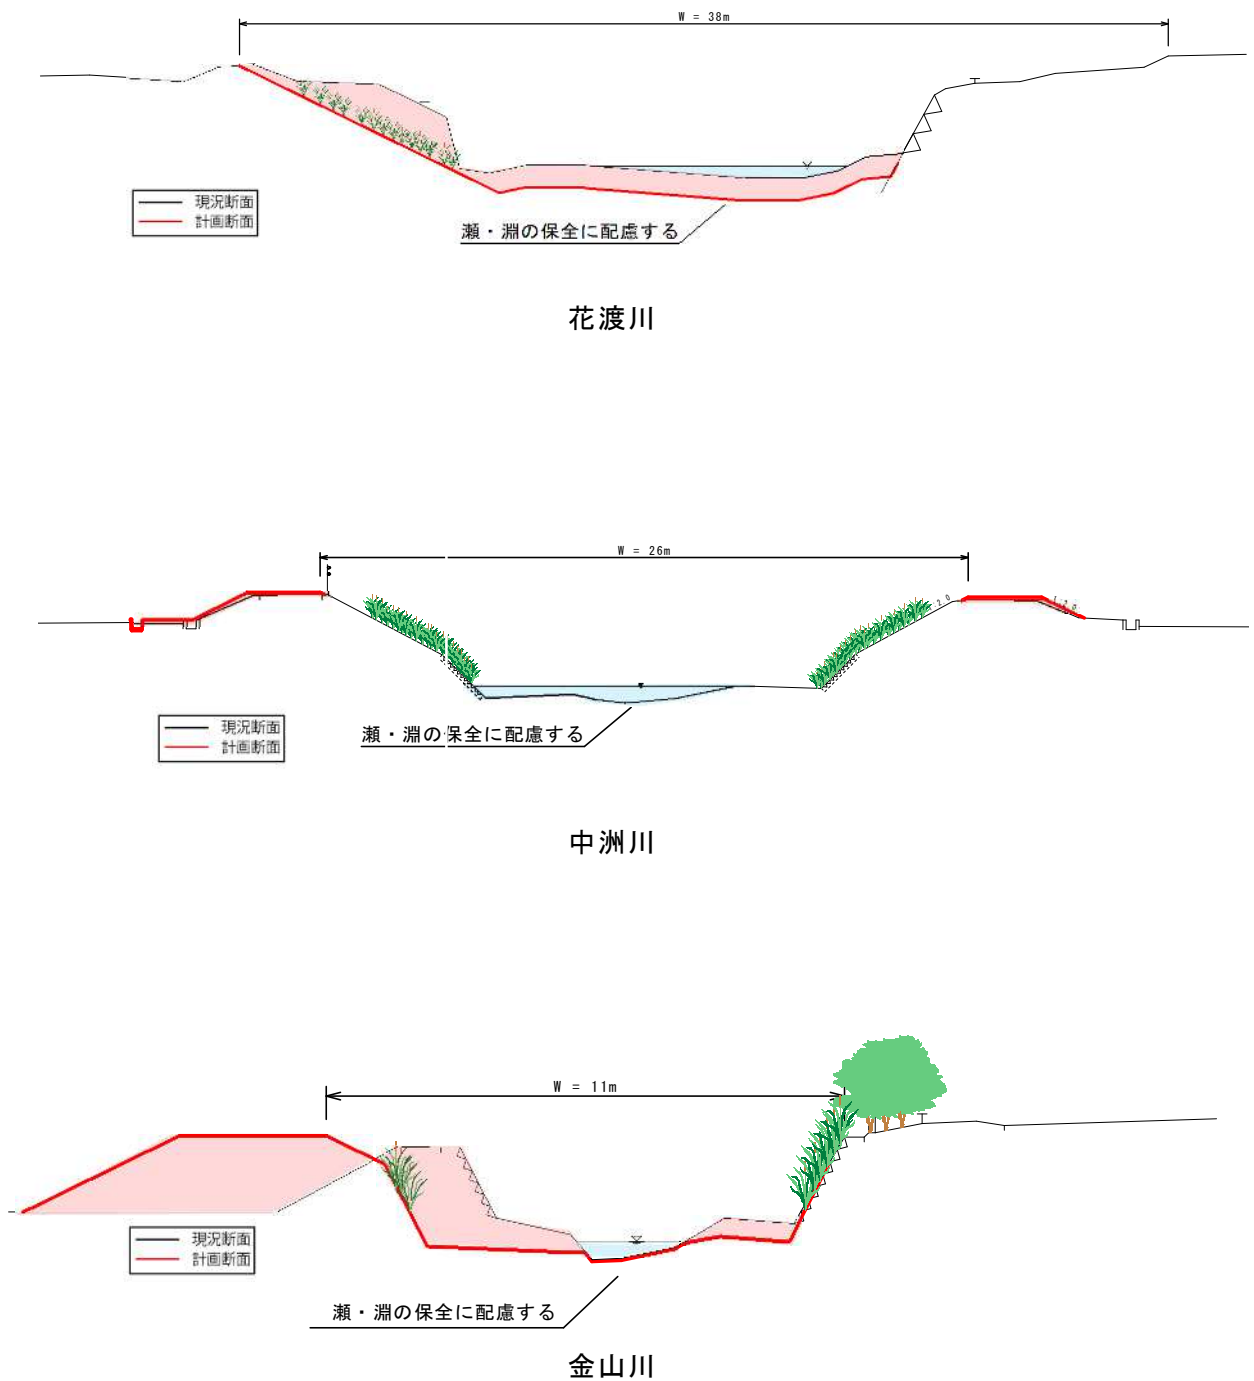 W = 38m
現況断面
計画断面
瀬・淵の保全に配慮する
花渡川
W = 26m
現況断面
計画断面
瀬・淵の保全に配慮する
中洲川
W = 11m
現況断面
計画断面
瀬・淵の保全に配慮する
金山川